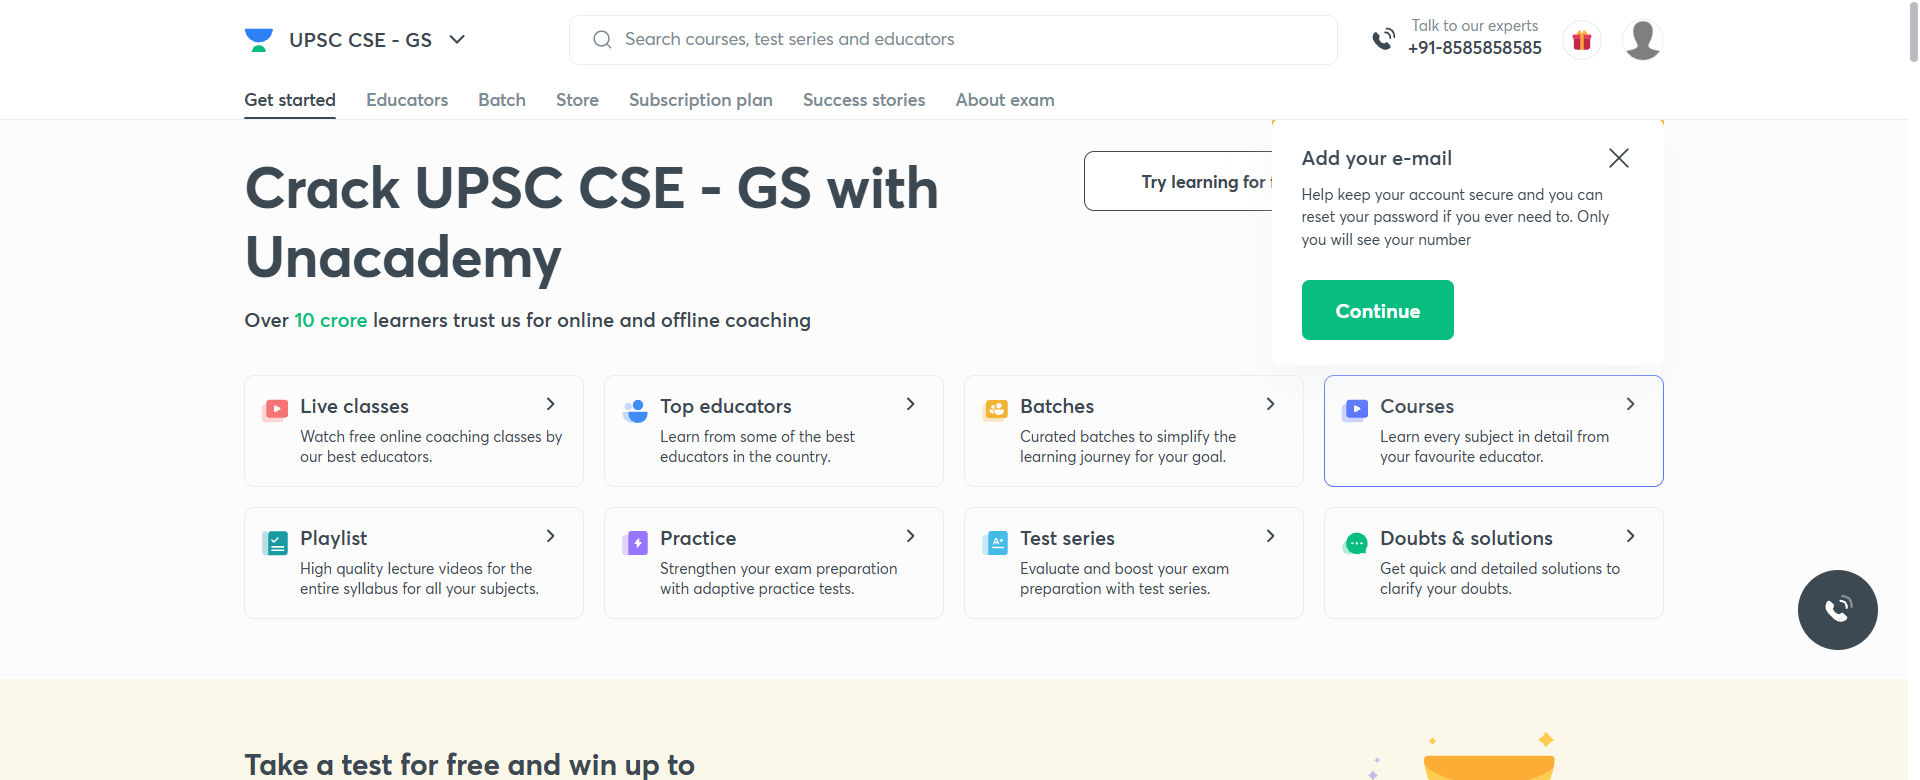 UPSC CSE - GS
Search courses, test series and educators
Talk to our experts
+91-8585858585
Get started
Educators
Batch
Store
Subscription plan
Success stories
About exam
Crack UPSC CSE - GS with
Unacademy
Over 10 crore learners trust us for online and offline coaching
Try learning for
Add your e-mail
Help keep your account secure and you can
reset your password if you ever need to. Only
you will see your number
Continue
Live classes
Watch free online coaching classes by
our best educators.
Top educators
Learn from some of the best
educators in the country.
Batches
Curated batches to simplify the
learning journey for your goal.
Courses
Learn every subject in detail from
your favourite educator.
Playlist
High quality lecture videos for the
entire syllabus for all your subjects.
Practice
Strengthen your exam preparation
with adaptive practice tests.
Test series
Evaluate and boost your exam
preparation with test series.
Doubts & solutions
Get quick and detailed solutions to
clarify your doubts.
Take a test for free and win up to